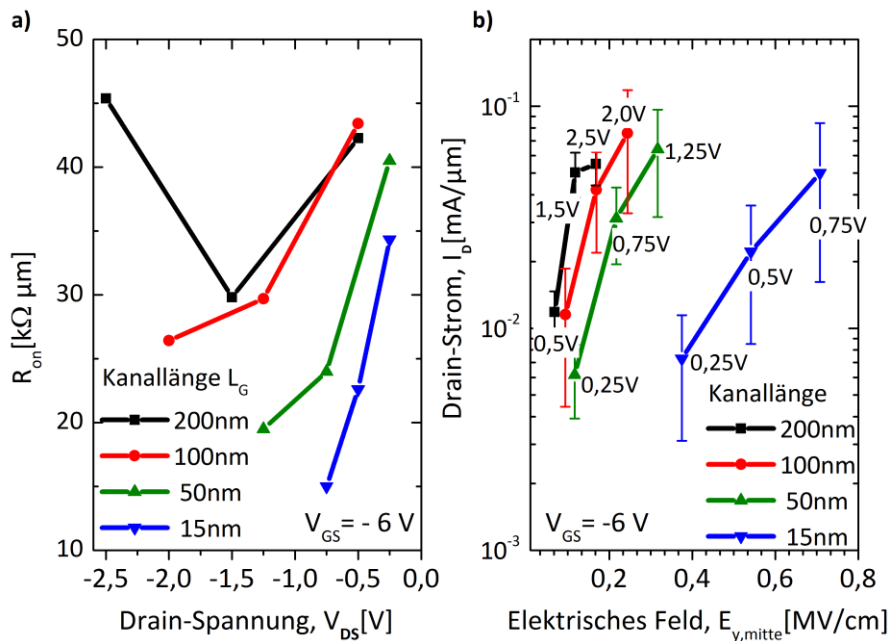 a)
50
40
30
20
10
R_on[kΩ µm]
Kanallänge L_G
200nm
100nm
50nm
15nm
V_GS= - 6 V
-2,5
-2,0
-1,5
-1,0
-0,5
0,0
Drain-Spannung, V_DS[V]
b)
10^-1
10^-2
10^-3
Drain-Strom, I_D[mA/µm]
2,0V
2,5V
1,25V
1,5V
0,75V
0,75V
0,5V
0,5V
0,25V
0,25V
Kanallänge
200nm
100nm
50nm
15nm
V_GS= -6 V
0,2
0,4
0,6
0,8
Elektrisches Feld, E_y,mitte[MV/cm]